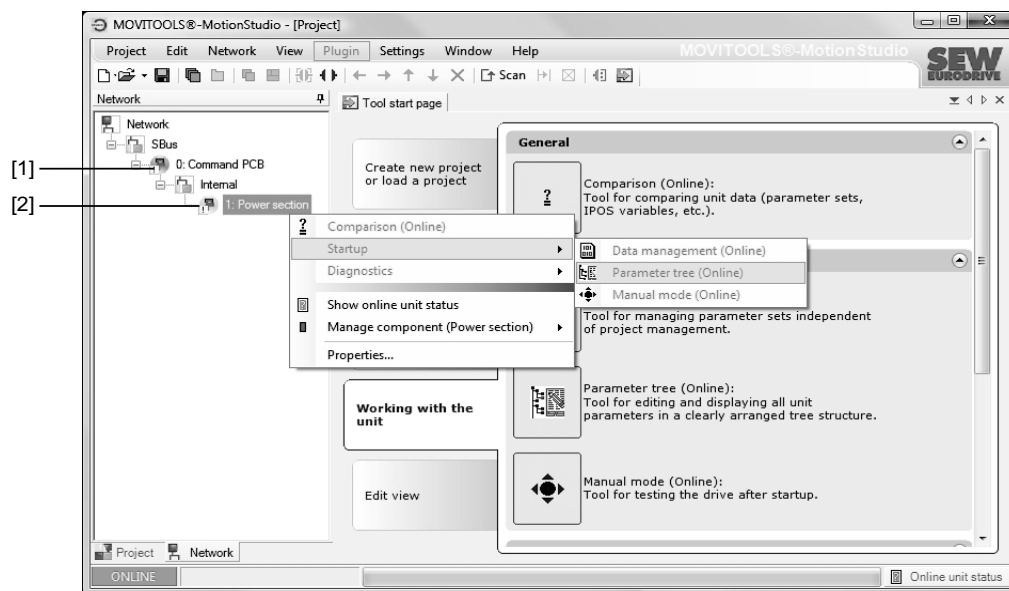 MOVITOOLS®-MotionStudio - [Project]
Project Edit Network View Plugin Settings Window Help
MOVITOOLS®-MotionStudio
SEW
EURODRIVE
Scan
Network
Tool start page
Network
SBus
[1]
0: Command PCB
Internal
[2]
1: Power section
Comparison (Online)
Startup
Diagnostics
Show online unit status
Manage component (Power section)
Properties...
Data management (Online)
Parameter tree (Online)
Manual mode (Online)
Create new project
or load a project
Working with the
unit
Edit view
General
Comparison (Online):
Tool for comparing unit data (parameter sets,
IPOS variables, etc.).
Tool for managing parameter sets independent
of project management.
Parameter tree (Online):
Tool for editing and displaying all unit
parameters in a clearly arranged tree structure.
Manual mode (Online):
Tool for testing the drive after startup.
Project Network
ONLINE
Online unit status